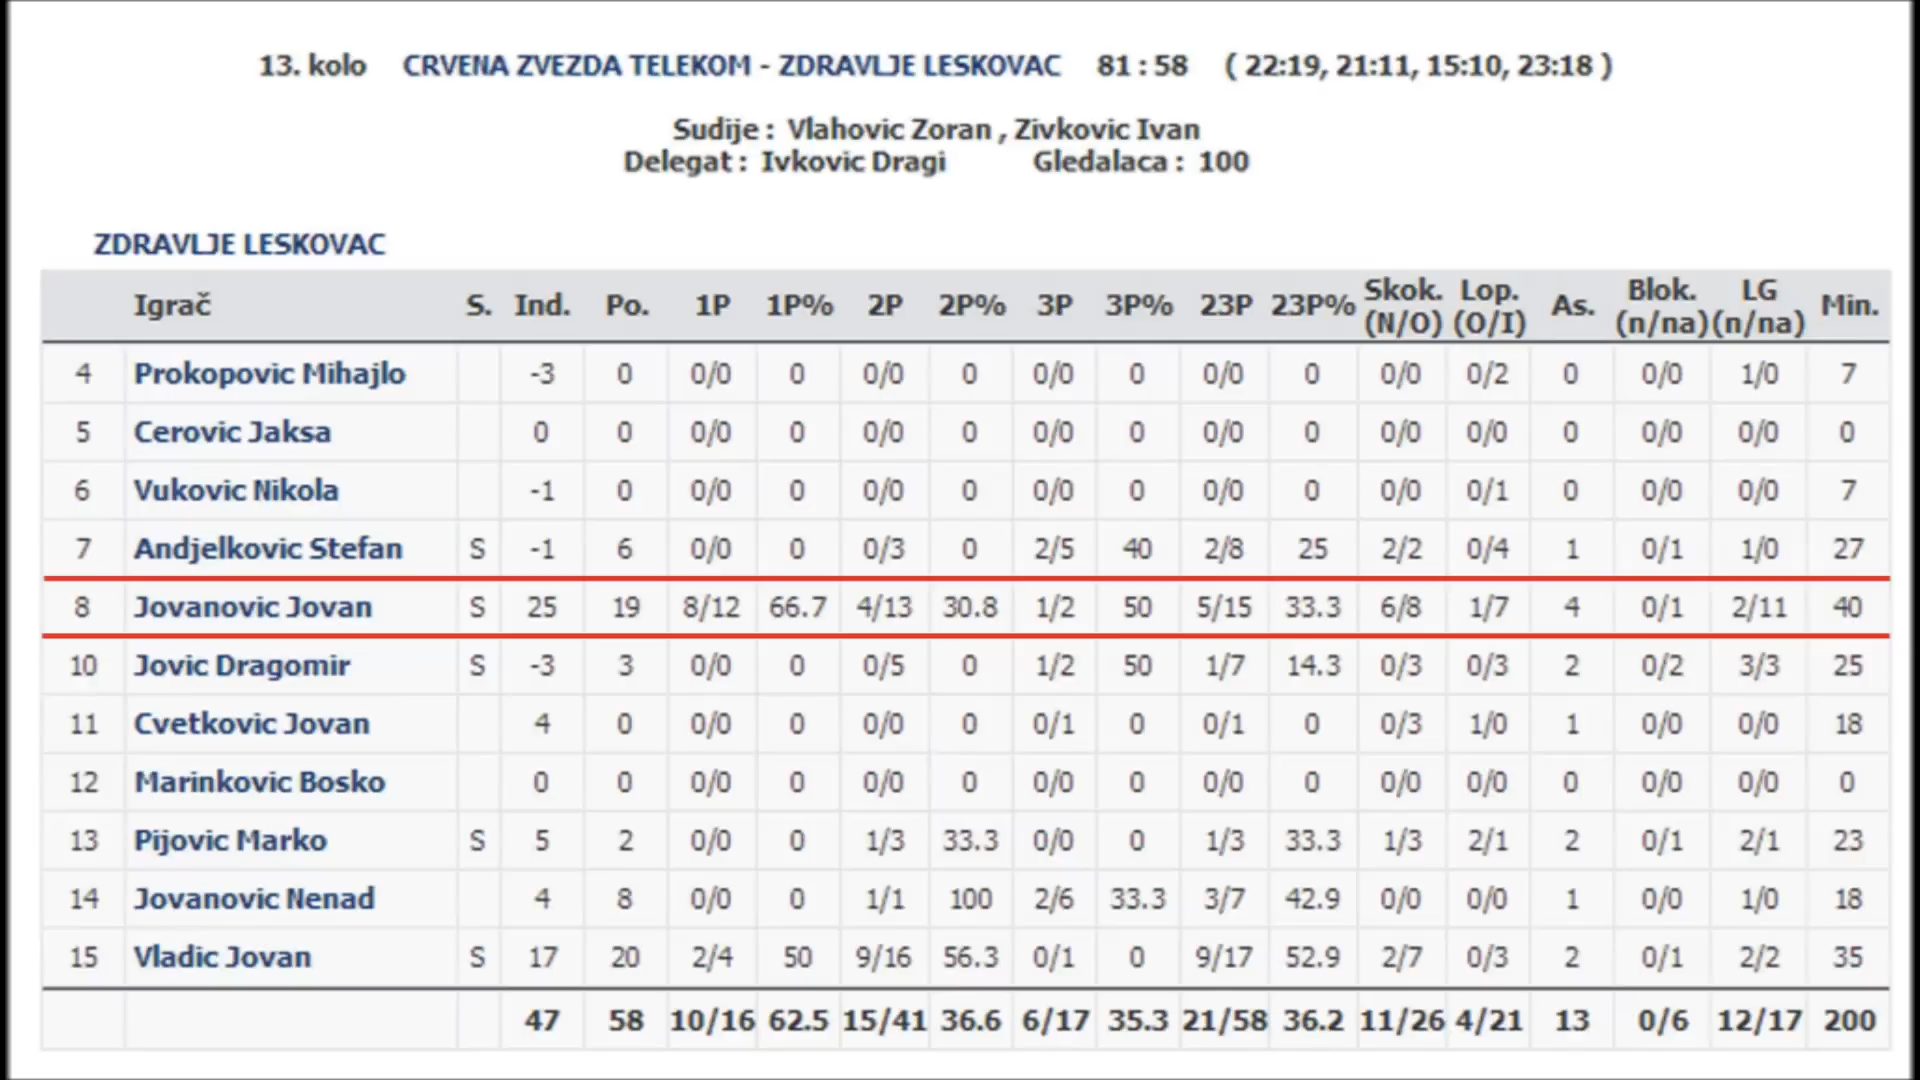 13. kolo CRVENA ZVEZDA TELEKOM - ZDRAVLJE LESKOVAC 81 : 58 ( 22:19, 21:11, 15:10, 23:18 )
Sudije : Vlahovic Zoran , Zivkovic Ivan
Delegat : Ivkovic Dragi Gledalaca : 100
ZDRAVLJE LESKOVAC
Igrač S. Ind. Po. 1P 1P% 2P 2P% 3P 3P% 23P 23P% Skok. (N/O) Lop. (O/I) As. Blok. (n/na) LG (n/na) Min.
4 Prokopovic Mihajlo -3 0 0/0 0 0/0 0 0/0 0 0/0 0 0/0 0/2 0 0/0 1/0 7
5 Cerovic Jaksa 0 0 0/0 0 0/0 0 0/0 0 0/0 0 0/0 0/0 0 0/0 0/0 0
6 Vukovic Nikola -1 0 0/0 0 0/0 0 0/0 0 0/0 0 0/0 0/1 0 0/0 0/0 7
7 Andjelkovic Stefan S -1 6 0/0 0 0/3 0 2/5 40 2/8 25 2/2 0/4 1 0/1 1/0 27
8 Jovanovic Jovan S 25 19 8/12 66.7 4/13 30.8 1/2 50 5/15 33.3 6/8 1/7 4 0/1 2/11 40
10 Jovic Dragomir S -3 3 0/0 0 0/5 0 1/2 50 1/7 14.3 0/3 0/3 2 0/2 3/3 25
11 Cvetkovic Jovan 4 0 0/0 0 0/0 0 0/1 0 0/1 0 0/3 1/0 1 0/0 0/0 18
12 Marinkovic Bosko 0 0 0/0 0 0/0 0 0/0 0 0/0 0 0/0 0/0 0 0/0 0/0 0
13 Pijovic Marko S 5 2 0/0 0 1/3 33.3 0/0 0 1/3 33.3 1/3 2/1 2 0/1 2/1 23
14 Jovanovic Nenad 4 8 0/0 0 1/1 100 2/6 33.3 3/7 42.9 0/0 0/0 1 0/0 1/0 18
15 Vladic Jovan S 17 20 2/4 50 9/16 56.3 0/1 0 9/17 52.9 2/7 0/3 2 0/1 2/2 35
47 58 10/16 62.5 15/41 36.6 6/17 35.3 21/58 36.2 11/26 4/21 13 0/6 12/17 200